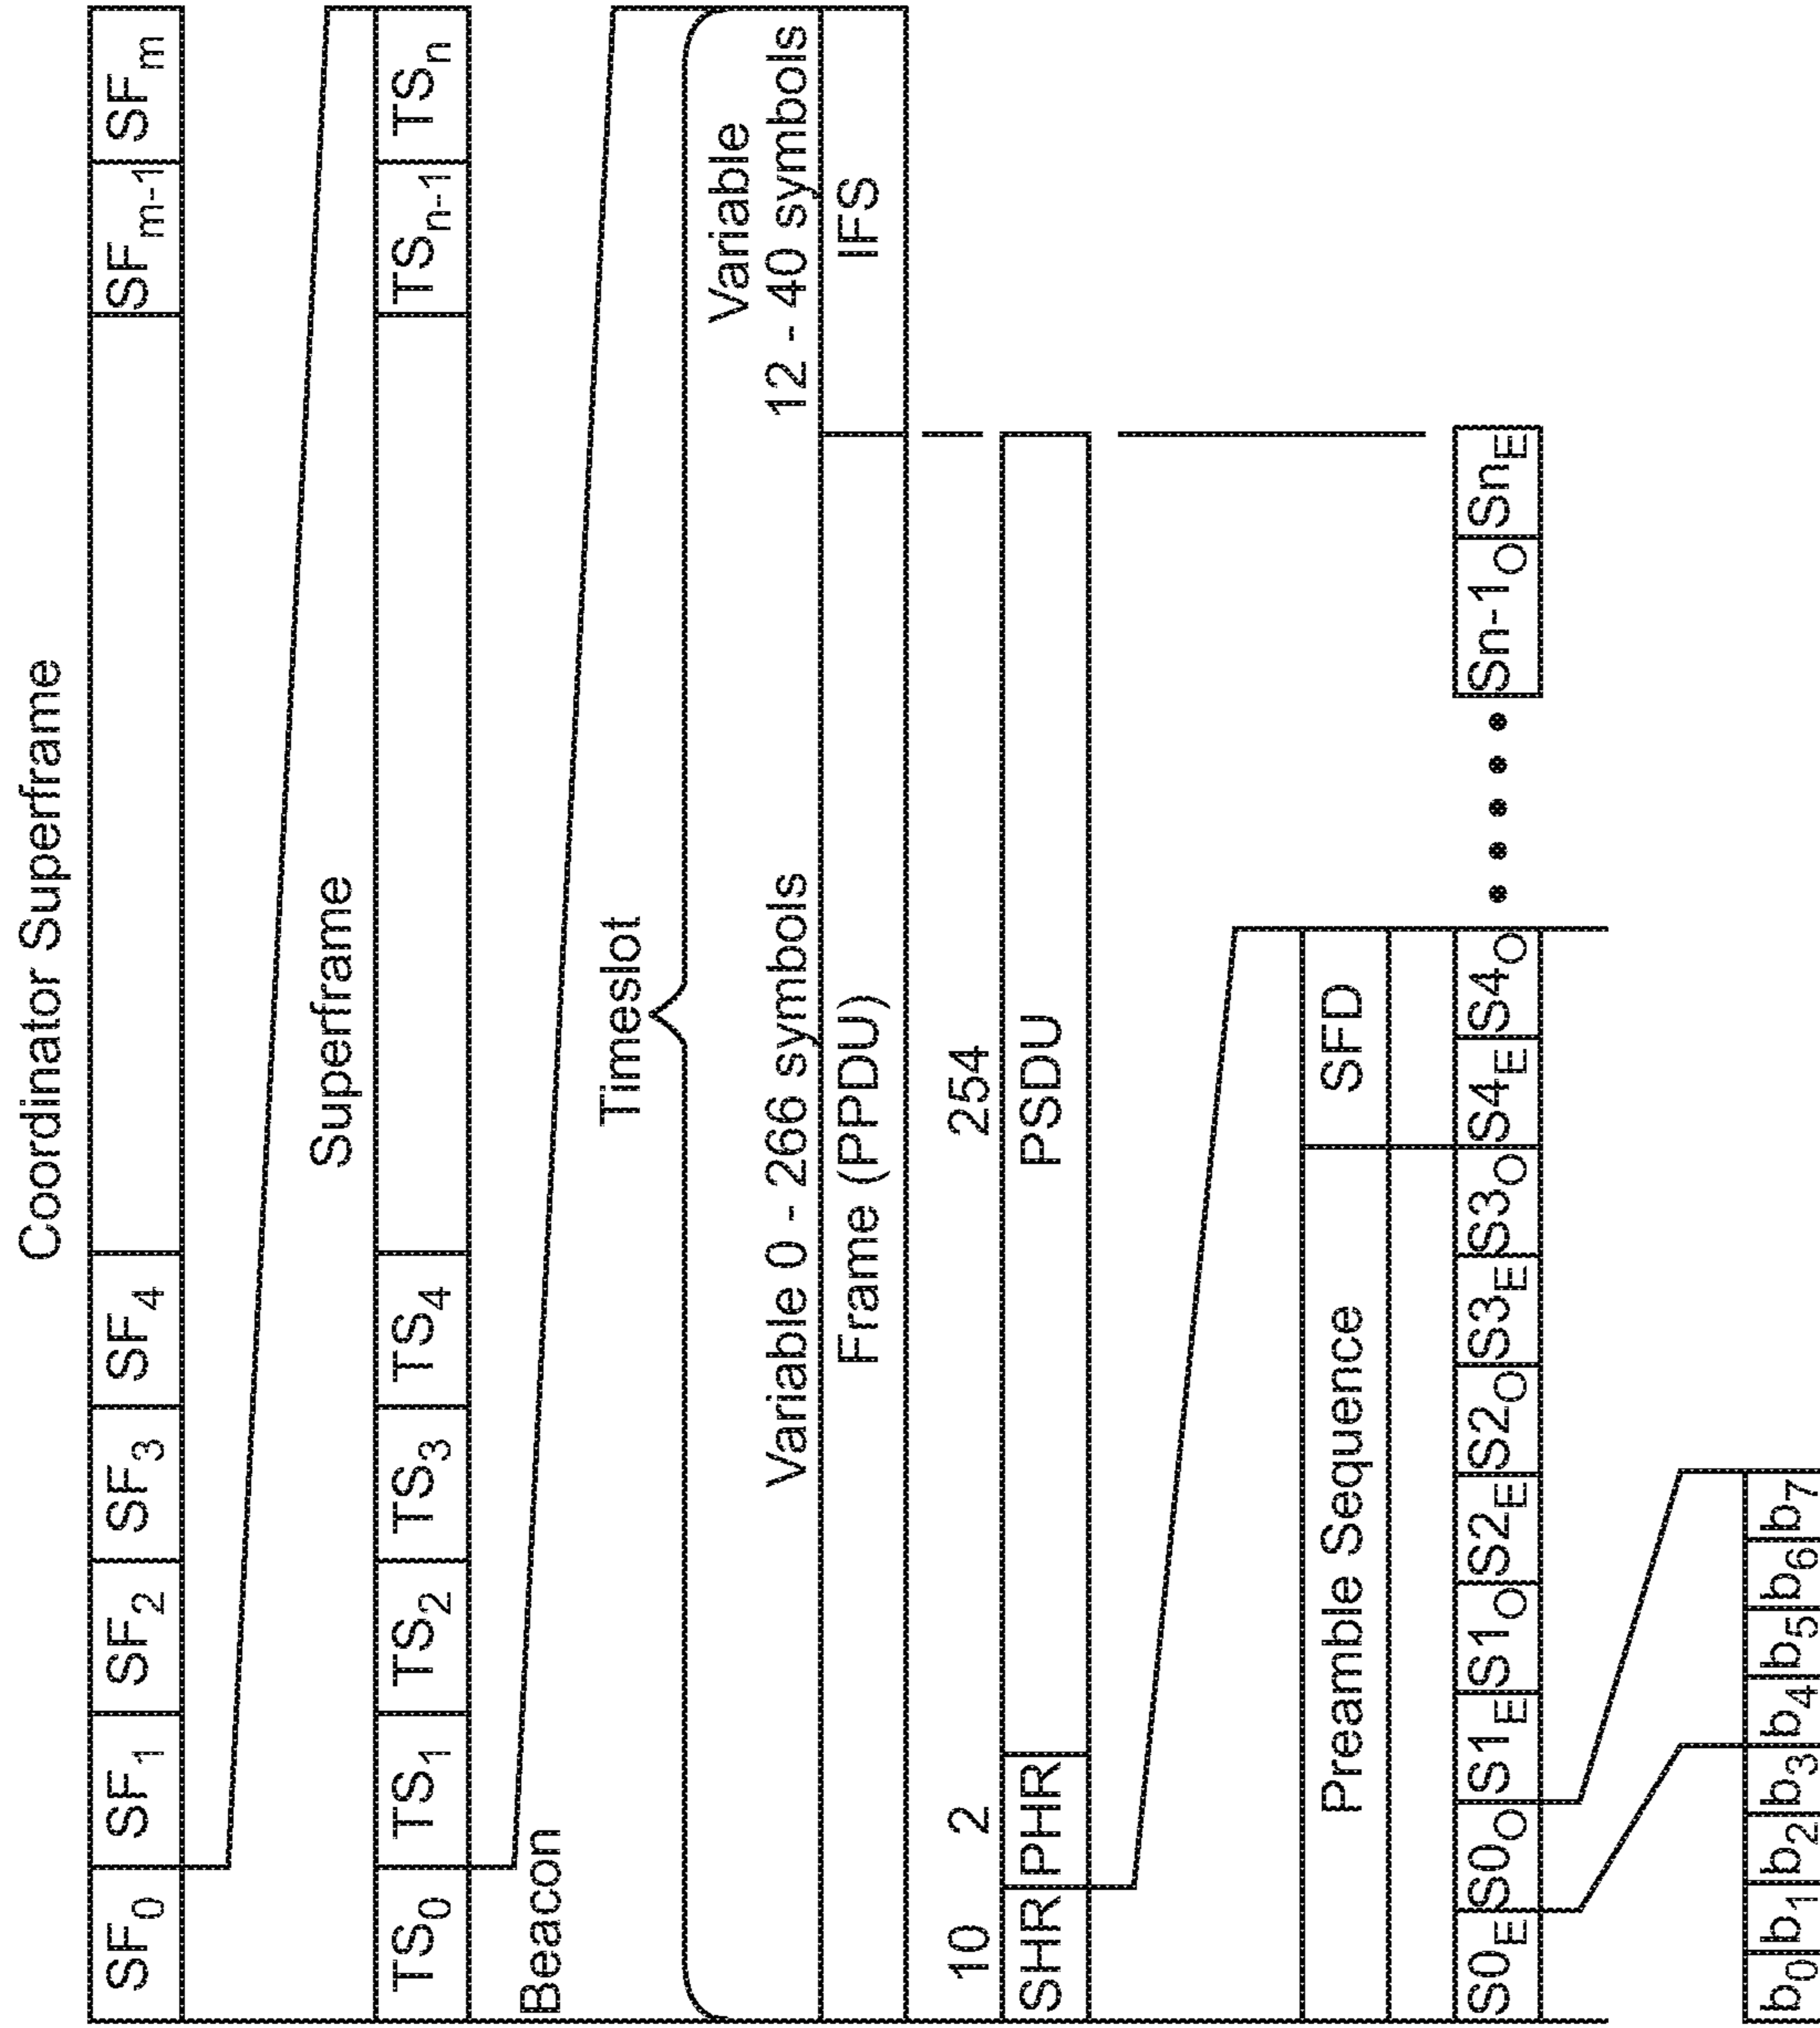 Coordinator Superframe
SF0 SF1 SF2 SF3 SF4 SFm-1 SFm
Superframe
TS0 TS1 TS2 TS3 TS4 TSn-1 TSn
Beacon
Timeslot
Variable
Variable 0 - 266 symbols 12 - 40 symbols
Frame (PPDU) IFS
10 2 254
SHR PHR PSDU
Preamble Sequence SFD
S0E S0O S1E S1O S2E S2O S3E S3O S4E S4O Sn-1O SnE
b0 b1 b2 b3 b4 b5 b6 b7